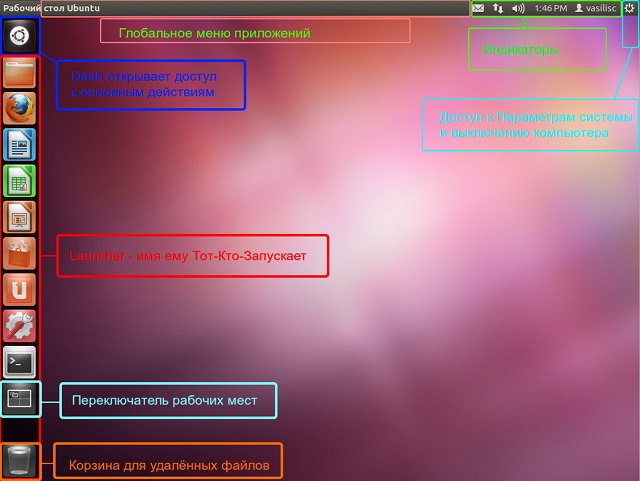 Рабочий стол Ubuntu
1:46 PM
vasilisc
Глобальное меню приложений
Индикаторы
Dash открывает доступ
к основным действиям
Доступ к Параметрам системы
и выключению компьютера
Launcher - имя ему Тот-Кто-Запускает
Переключатель рабочих мест
Корзина для удалённых файлов